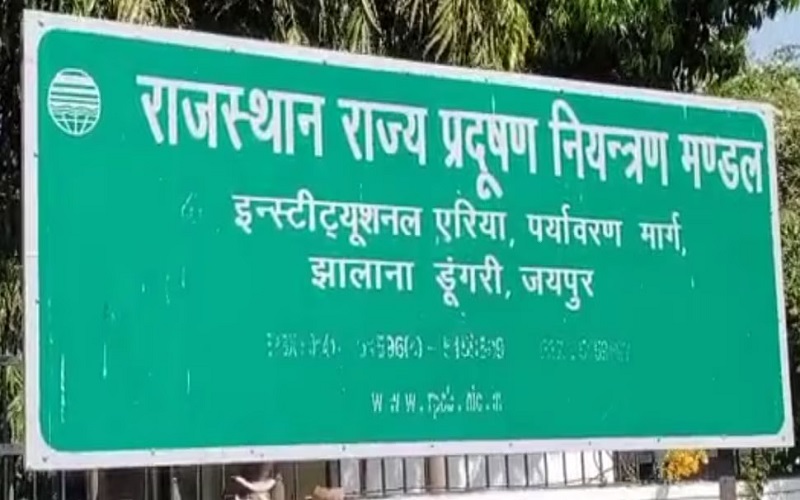 राजस्थान राज्य प्रदूषण नियन्त्रण मण्डल
इन्स्टीट्यूशनल एरिया, पर्यावरण मार्ग,
झालाना डूंगरी, जयपुर